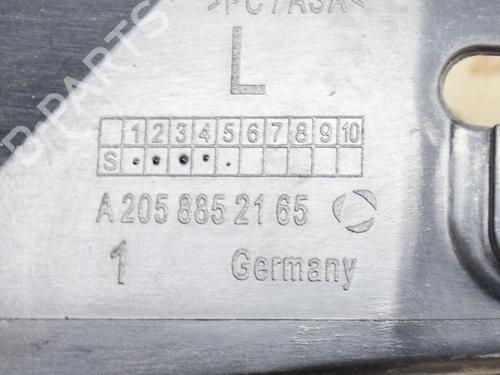 >PC+ASA<
L
1 2 3 4 5 6 7 8 9 10
S
A 205 885 21 65
1 Germany
B-PARTS